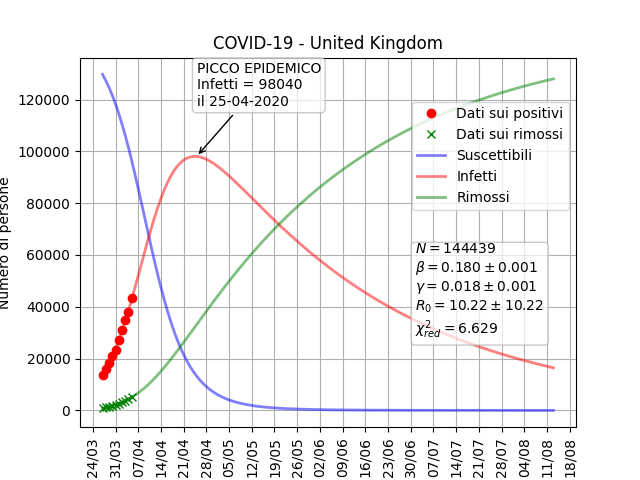 COVID-19 - United Kingdom
PICCO EPIDEMICO
Infetti = 98040
il 25-04-2020
Dati sui positivi
Dati sui rimossi
Suscettibili
Infetti
Rimossi
N = 144439
β = 0.180 ± 0.001
γ = 0.018 ± 0.001
R₀ = 10.22 ± 10.22
χ²red = 6.629
Numero di persone
120000
100000
80000
60000
40000
20000
0
24/03
31/03
07/04
14/04
21/04
28/04
05/05
12/05
19/05
26/05
02/06
09/06
16/06
23/06
30/06
07/07
14/07
21/07
28/07
04/08
11/08
18/08